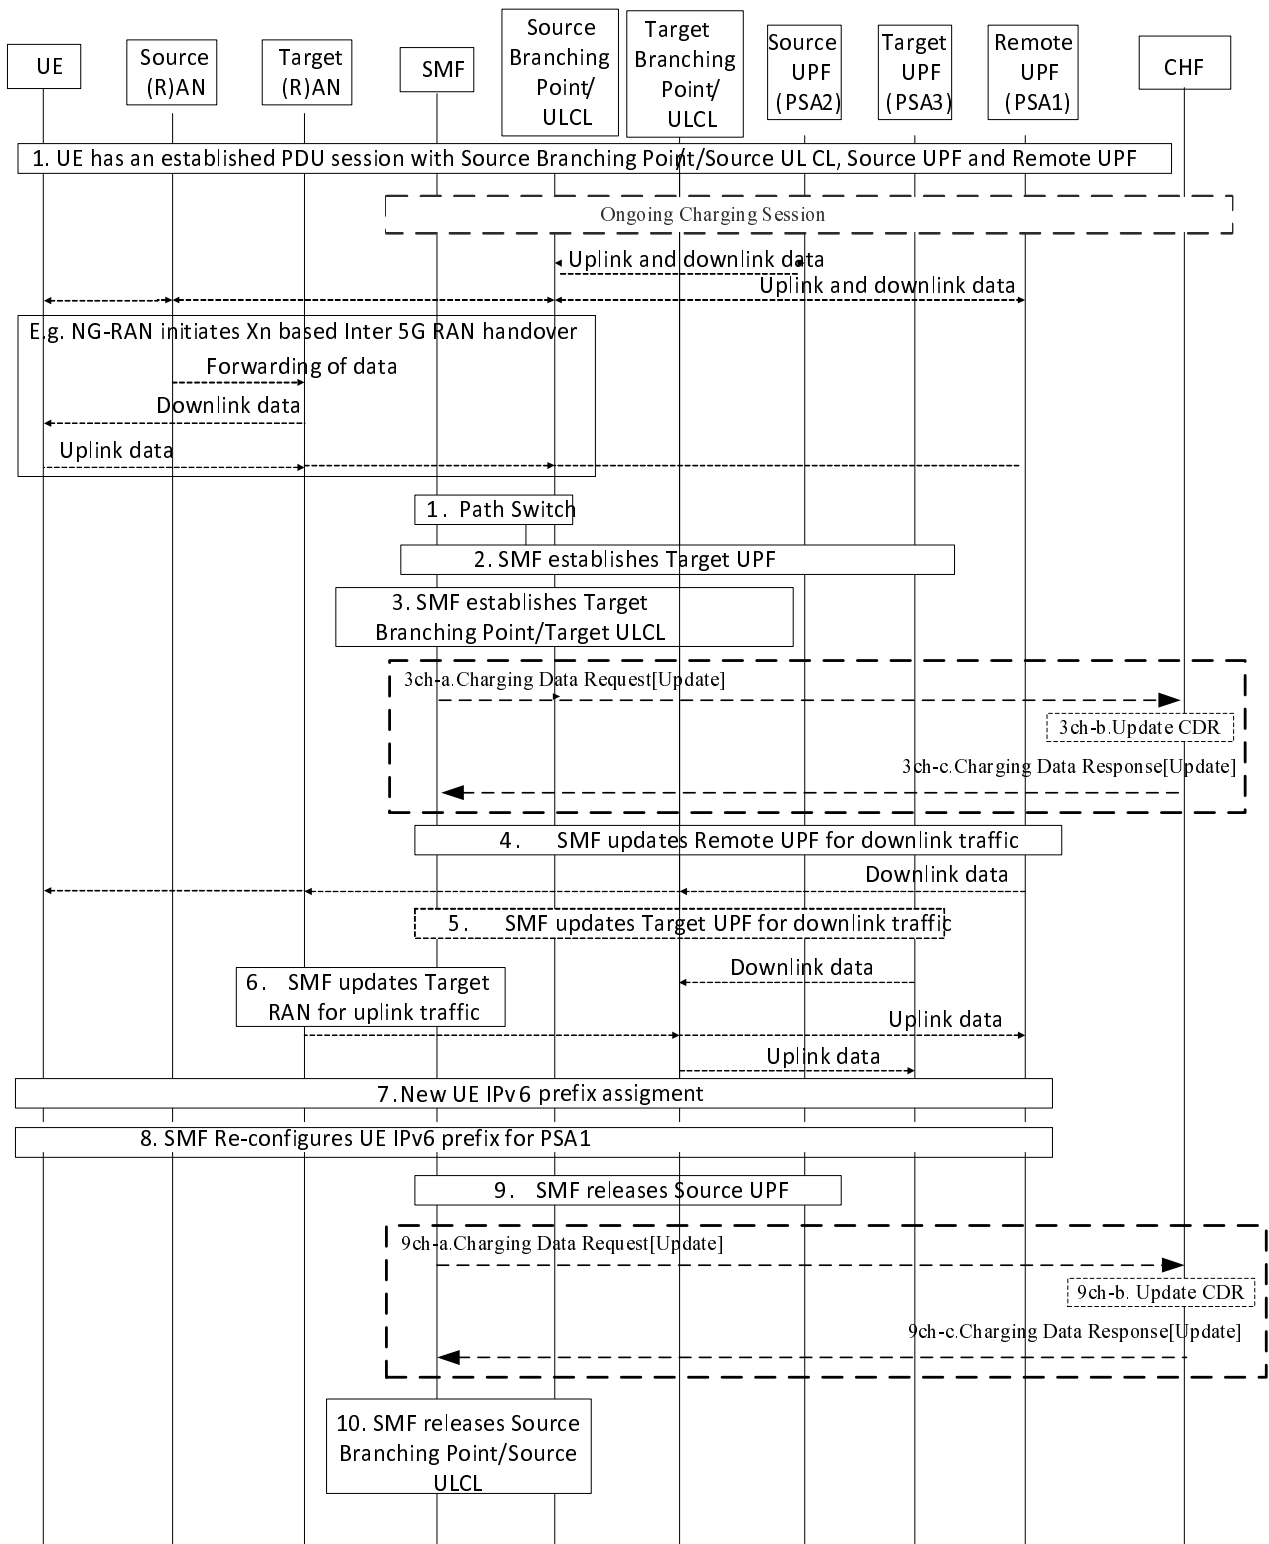 UE
Source
(R)AN
Target
(R)AN
SMF
Source
Branching
Point/
ULCL
Target
Branching
Point/
ULCL
Source
UPF
(PSA2)
Target
UPF
(PSA3)
Remote
UPF
(PSA1)
CHF
1. UE has an established PDU session with Source Branching Point/Source UL CL, Source UPF and Remote UPF
Ongoing Charging Session
Uplink and downlink data
Uplink and downlink data
E.g. NG-RAN initiates Xn based Inter 5G RAN handover
Forwarding of data
Downlink data
Uplink data
1. Path Switch
2. SMF establishes Target UPF
3. SMF establishes Target
Branching Point/Target ULCL
3ch-a.Charging Data Request[Update]
3ch-b.Update CDR
3ch-c.Charging Data Response[Update]
4. SMF updates Remote UPF for downlink traffic
Downlink data
5. SMF updates Target UPF for downlink traffic
Downlink data
6. SMF updates Target
RAN for uplink traffic
Uplink data
Uplink data
7.New UE IPv6 prefix assigment
8. SMF Re-configures UE IPv6 prefix for PSA1
9. SMF releases Source UPF
9ch-a.Charging Data Request[Update]
9ch-b. Update CDR
9ch-c.Charging Data Response[Update]
10. SMF releases Source
Branching Point/Source
ULCL